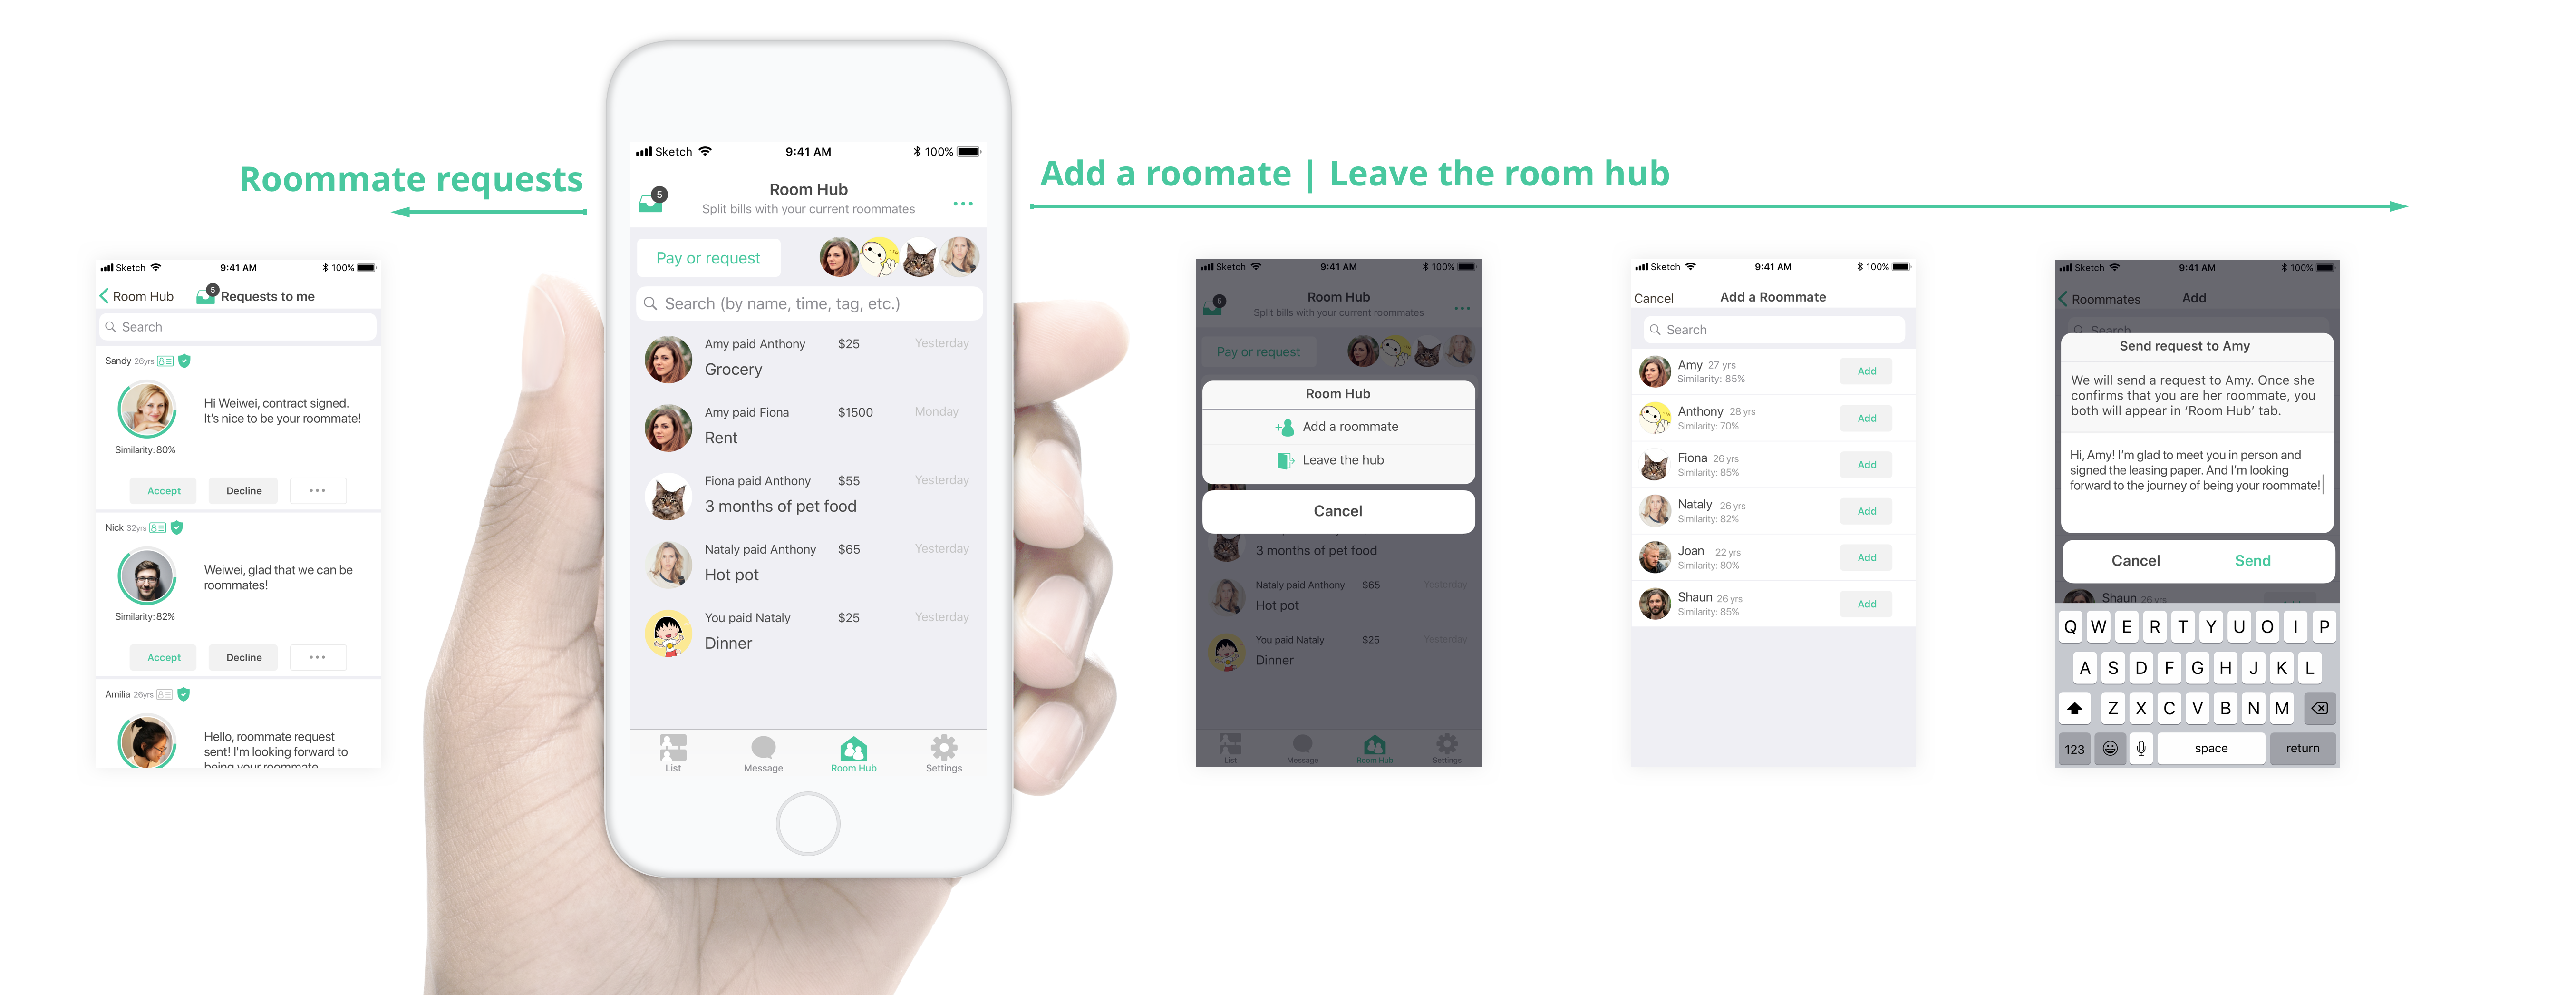 Roommate requests
Add a roomate | Leave the room hub
Sketch 9:41 AM 100%
Room Hub 5 Requests to me
Search
Sandy 26yrs
Hi Weiwei, contract signed.
It's nice to be your roommate!
Similarity: 80%
Accept Decline
Nick 32yrs
Weiwei, glad that we can be
roommates!
Similarity: 82%
Accept Decline
Amilia 26yrs
Hello, roommate request
sent! I'm looking forward to
being your roommate
Sketch 9:41 AM 100%
5
Room Hub
Split bills with your current roommates
Pay or request
Search (by name, time, tag, etc.)
Amy paid Anthony $25 Yesterday
Grocery
Amy paid Fiona $1500 Monday
Rent
Fiona paid Anthony $55 Yesterday
3 months of pet food
Nataly paid Anthony $65 Yesterday
Hot pot
You paid Nataly $25 Yesterday
Dinner
List Message Room Hub Settings
Sketch 9:41 AM 100%
5
Room Hub
Split bills with your current roommates
Pay or request
Room Hub
Add a roommate
Leave the hub
Cancel
3 months of pet food
Nataly paid Anthony $65 Yesterday
Hot pot
You paid Nataly $25 Yesterday
Dinner
List Message Room Hub Settings
Sketch 9:41 AM 100%
Cancel Add a Roommate
Search
Amy 27 yrs
Similarity: 85%
Add
Anthony 28 yrs
Similarity: 70%
Add
Fiona 26 yrs
Similarity: 85%
Add
Nataly 26 yrs
Similarity: 82%
Add
Joan 22 yrs
Similarity: 80%
Add
Shaun 26 yrs
Similarity: 85%
Add
Sketch 9:41 AM 100%
Roommates Add
Search
Send request to Amy
We will send a request to Amy. Once she
confirms that you are her roommate, you
both will appear in 'Room Hub' tab.
Hi, Amy! I'm glad to meet you in person and
signed the leasing paper. And I'm looking
forward to the journey of being your roommate!
Cancel Send
Shaun 26 yrs
Q W E R T Y U O I P
A S D F G H J K L
Z X C V B N M
123 space return